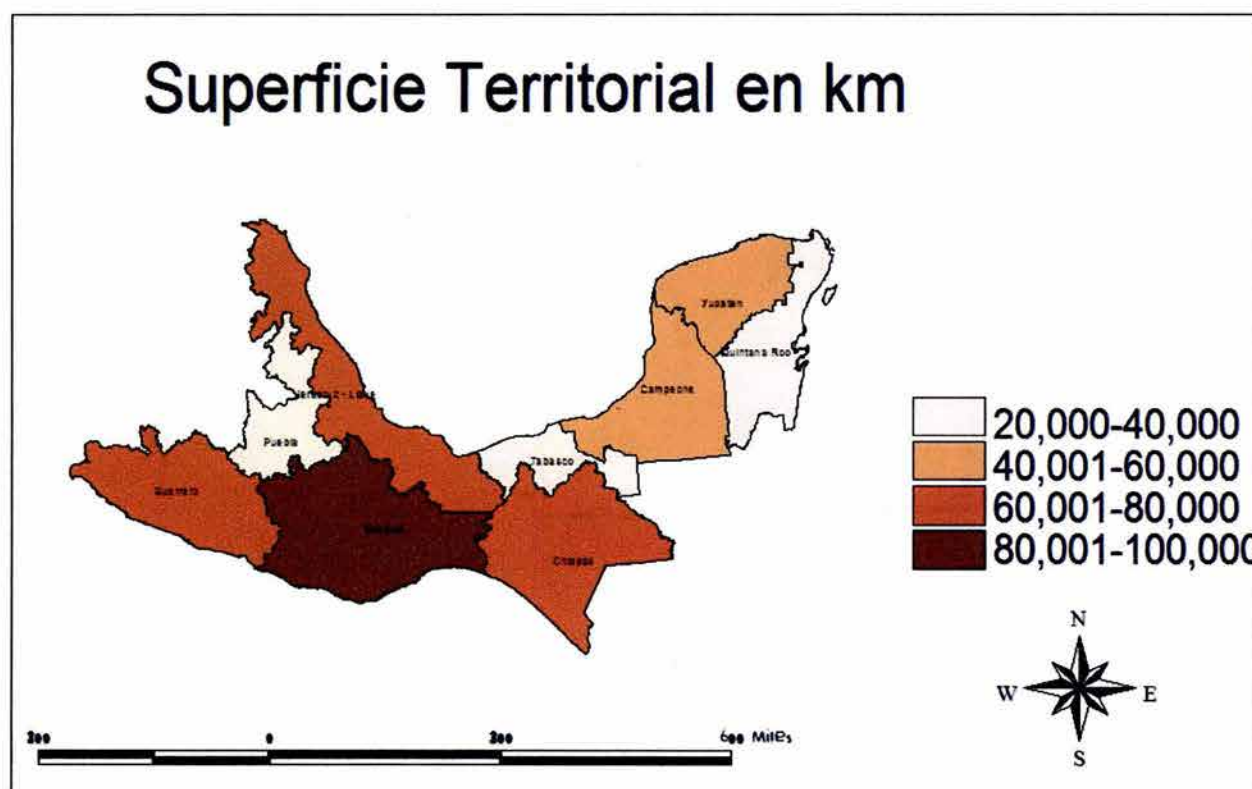 Superficie Territorial en km
Yucatan
Quintana Roo
Campeche
Puebla
Tabasco
Guerrero
Chiapas
20,000-40,000
40,001-60,000
60,001-80,000
80,001-100,000
N
W E
S
300 0 300 600 Miles